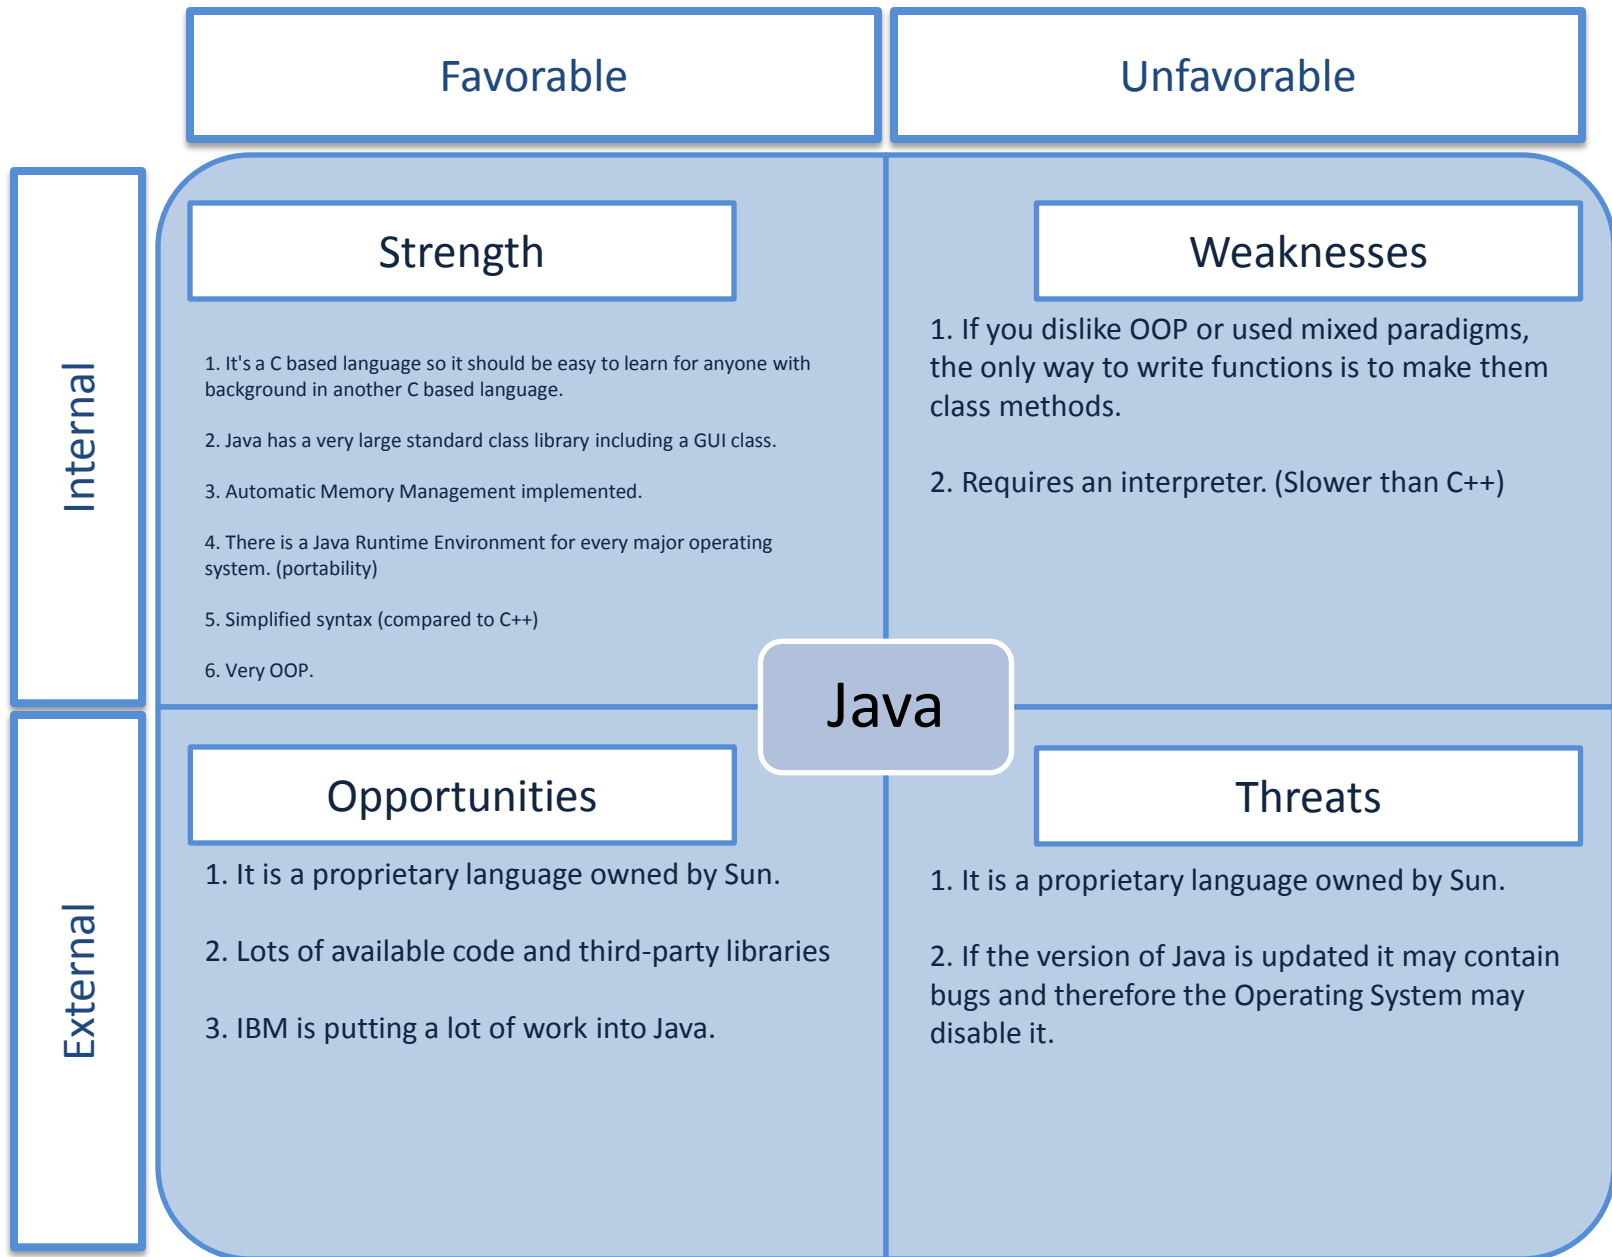 Favorable
Unfavorable
Internal
Strength
1. It's a C based language so it should be easy to learn for anyone with
background in another C based language.
2. Java has a very large standard class library including a GUI class.
3. Automatic Memory Management implemented.
4. There is a Java Runtime Environment for every major operating
system. (portability)
5. Simplified syntax (compared to C++)
6. Very OOP.
Weaknesses
1. If you dislike OOP or used mixed paradigms,
the only way to write functions is to make them
class methods.
2. Requires an interpreter. (Slower than C++)
Java
External
Opportunities
1. It is a proprietary language owned by Sun.
2. Lots of available code and third-party libraries
3. IBM is putting a lot of work into Java.
Threats
1. It is a proprietary language owned by Sun.
2. If the version of Java is updated it may contain
bugs and therefore the Operating System may
disable it.